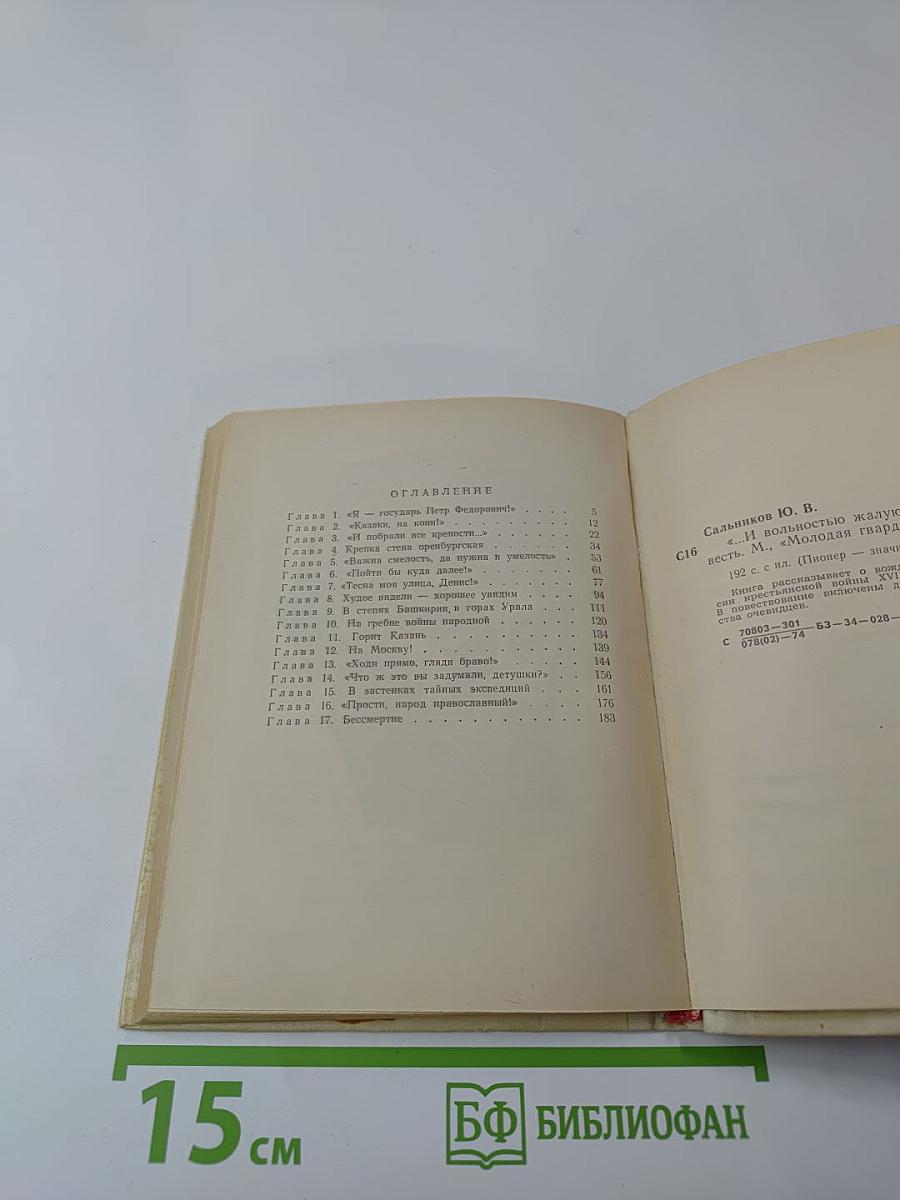 ОГЛАВЛЕНИЕ
Глава 1. «Я — государь Петр Федорович!» . . . . 5
Глава 2. «Казаки, на конн!» . . . . . . . . . 12
Глава 3. «И побрали все крепости...» . . . . . . 22
Глава 4. Крепка стена оренбургская . . . . . . 34
Глава 5. «Важна смелость, да нужна и умелость» . 53
Глава 6. «Пойти бы куда далее!» . . . . . . . 61
Глава 7. «Тесна моя улица, Денис!» . . . . . . . 77
Глава 8. Худое видели — хорошее увидим . . . . 94
Глава 9. В степях Башкирии, в горах Урала . . . 111
Глава 10. На гребне войны народной . . . . . . 120
Глава 11. Горит Казань . . . . . . . . . . . 134
Глава 12. На Москву! . . . . . . . . . . . . 139
Глава 13. «Ходи прямо, гляди браво!» . . . . . 144
Глава 14. «Что ж это вы задумали, детушки?» . . 156
Глава 15. В застенках тайных экспедиций . . . 161
Глава 16. «Прости, народ православный!» . . . . 176
Глава 17. Бессмертие . . . . . . . . . . . . 183
Сальников Ю. В.
С16 «...И вольностью жалую
весть. М., «Молодая гвард
192 с. с ил. (Пионер — значи
Книга рассказывает о вожд
сии крестьянской войны XVI
В повествование включены д
ства очевидцев.
С 70803—301
078(02)—74 БЗ—34—028—
15 см
БФ БИБЛИОФАН